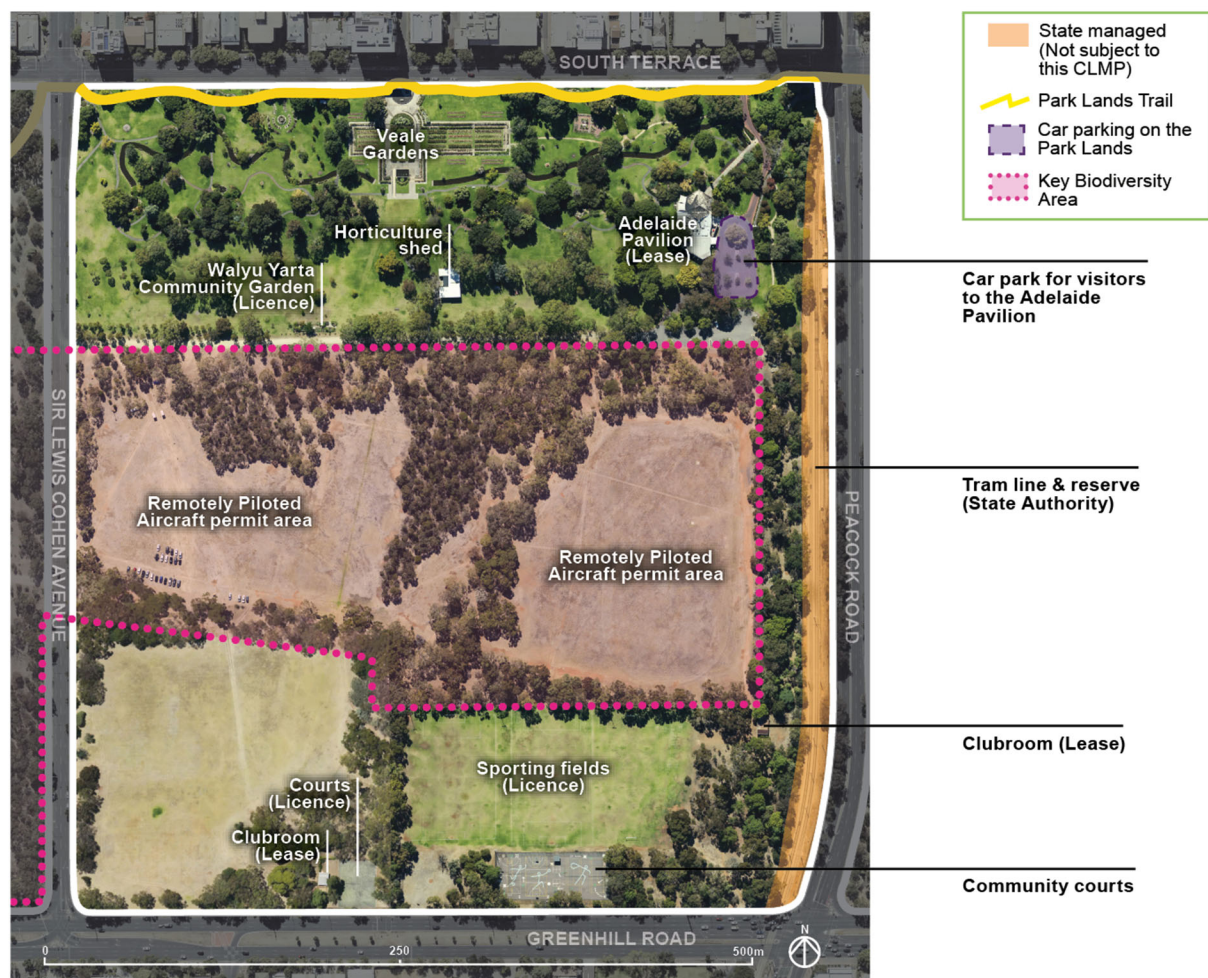 SOUTH TERRACE
Veale
Gardens
Horticulture
shed
Adelaide
Pavilion
(Lease)
Walyu Yarta
Community Garden
(Licence)
SIR LEWIS COHEN AVENUE
Remotely Piloted
Aircraft permit area
Remotely Piloted
Aircraft permit area
PEACOCK ROAD
Sporting fields
(Licence)
Courts
(Licence)
Clubroom
(Lease)
GREENHILL ROAD
0 250 500m
N
State managed
(Not subject to
this CLMP)
Park Lands Trail
Car parking on the
Park Lands
Key Biodiversity
Area
Car park for visitors
to the Adelaide
Pavilion
Tram line & reserve
(State Authority)
Clubroom (Lease)
Community courts